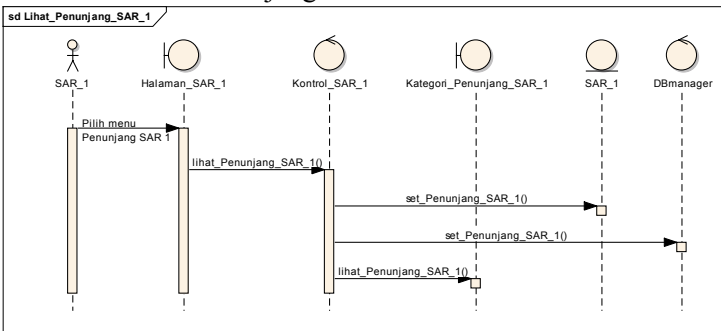 sd Lihat_Penunjang_SAR_1
SAR_1
Halaman_SAR_1
Kontrol_SAR_1
Kategori_Penunjang_SAR_1
SAR_1
DBmanager
Pilih menu
Penunjang SAR 1
lihat_Penunjang_SAR_1()
set_Penunjang_SAR_1()
set_Penunjang_SAR_1()
lihat_Penunjang_SAR_1()